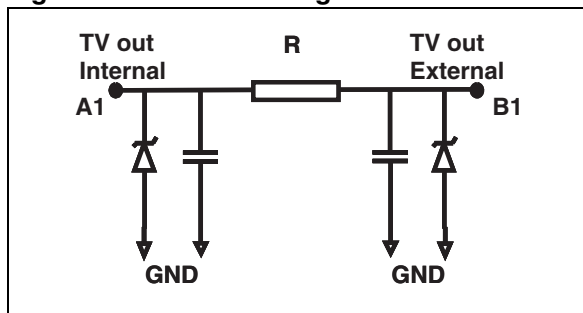 TV out
Internal
R
TV out
External
A1
B1
GND
GND